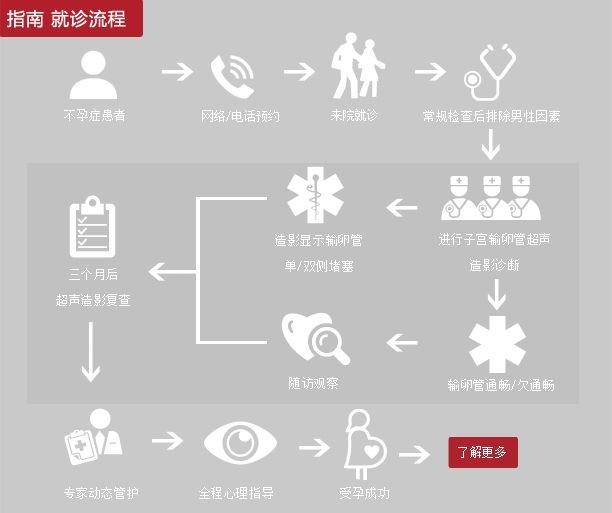 指南 就诊流程
不孕症患者
网络/电话预约
来院就诊
常规检查后排除男性因素
进行子宫输卵管超声
造影诊断
造影显示输卵管
单/双侧堵塞
输卵管通畅/欠通畅
随访观察
三个月后
超声造影复查
专家动态管护
全程心理指导
受孕成功
了解更多